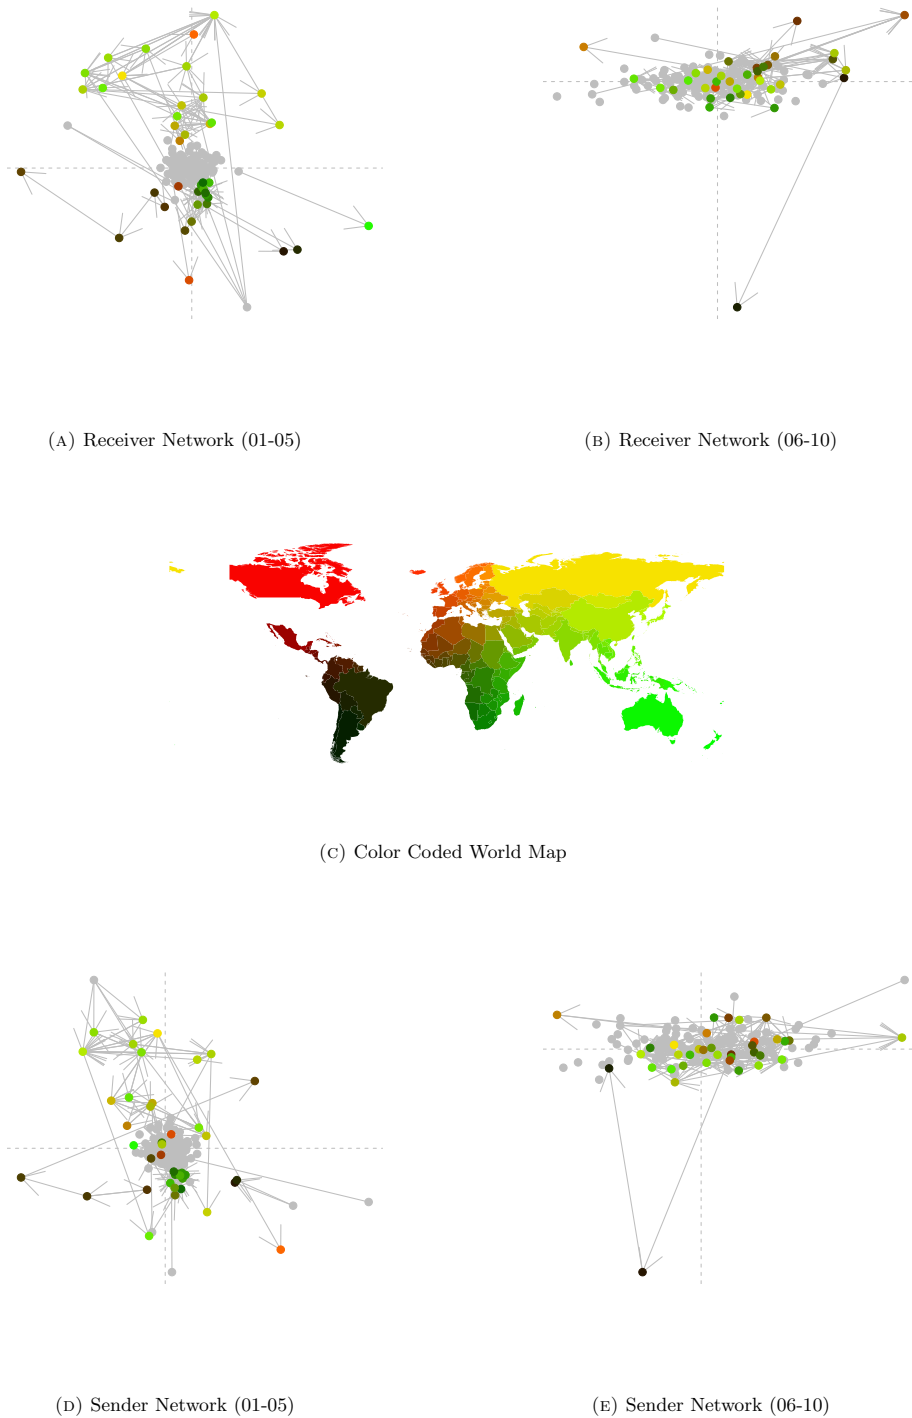 (A) Receiver Network (01-05)
(B) Receiver Network (06-10)
(C) Color Coded World Map
(D) Sender Network (01-05)
(E) Sender Network (06-10)